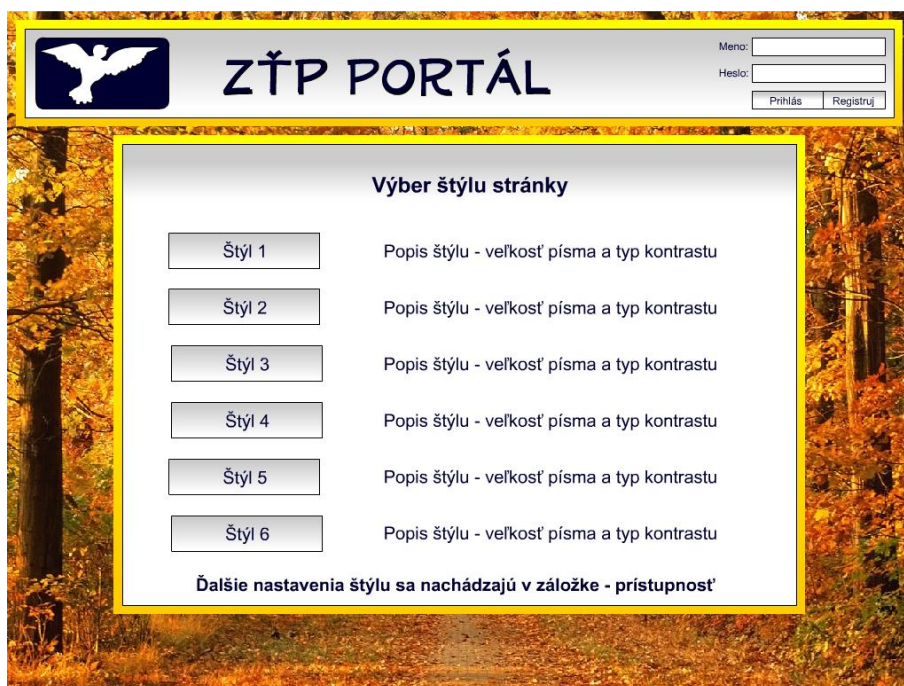 ZŤP PORTÁL
Meno:
Heslo:
Prihlás Registruj
Výber štýlu stránky
Štýl 1 Popis štýlu - veľkosť písma a typ kontrastu
Štýl 2 Popis štýlu - veľkosť písma a typ kontrastu
Štýl 3 Popis štýlu - veľkosť písma a typ kontrastu
Štýl 4 Popis štýlu - veľkosť písma a typ kontrastu
Štýl 5 Popis štýlu - veľkosť písma a typ kontrastu
Štýl 6 Popis štýlu - veľkosť písma a typ kontrastu
Ďalšie nastavenia štýlu sa nachádzajú v záložke - prístupnosť